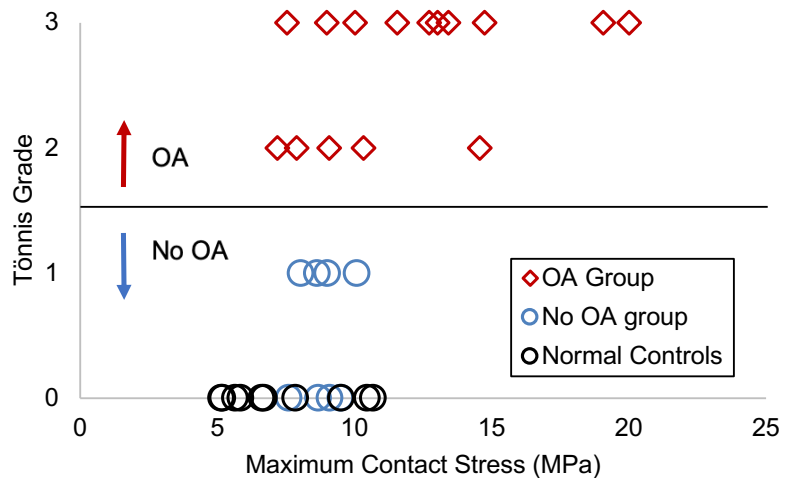 3
2
1
0
Tönnis Grade
OA
No OA
OA Group
No OA group
Normal Controls
0
5
10
15
20
25
Maximum Contact Stress (MPa)